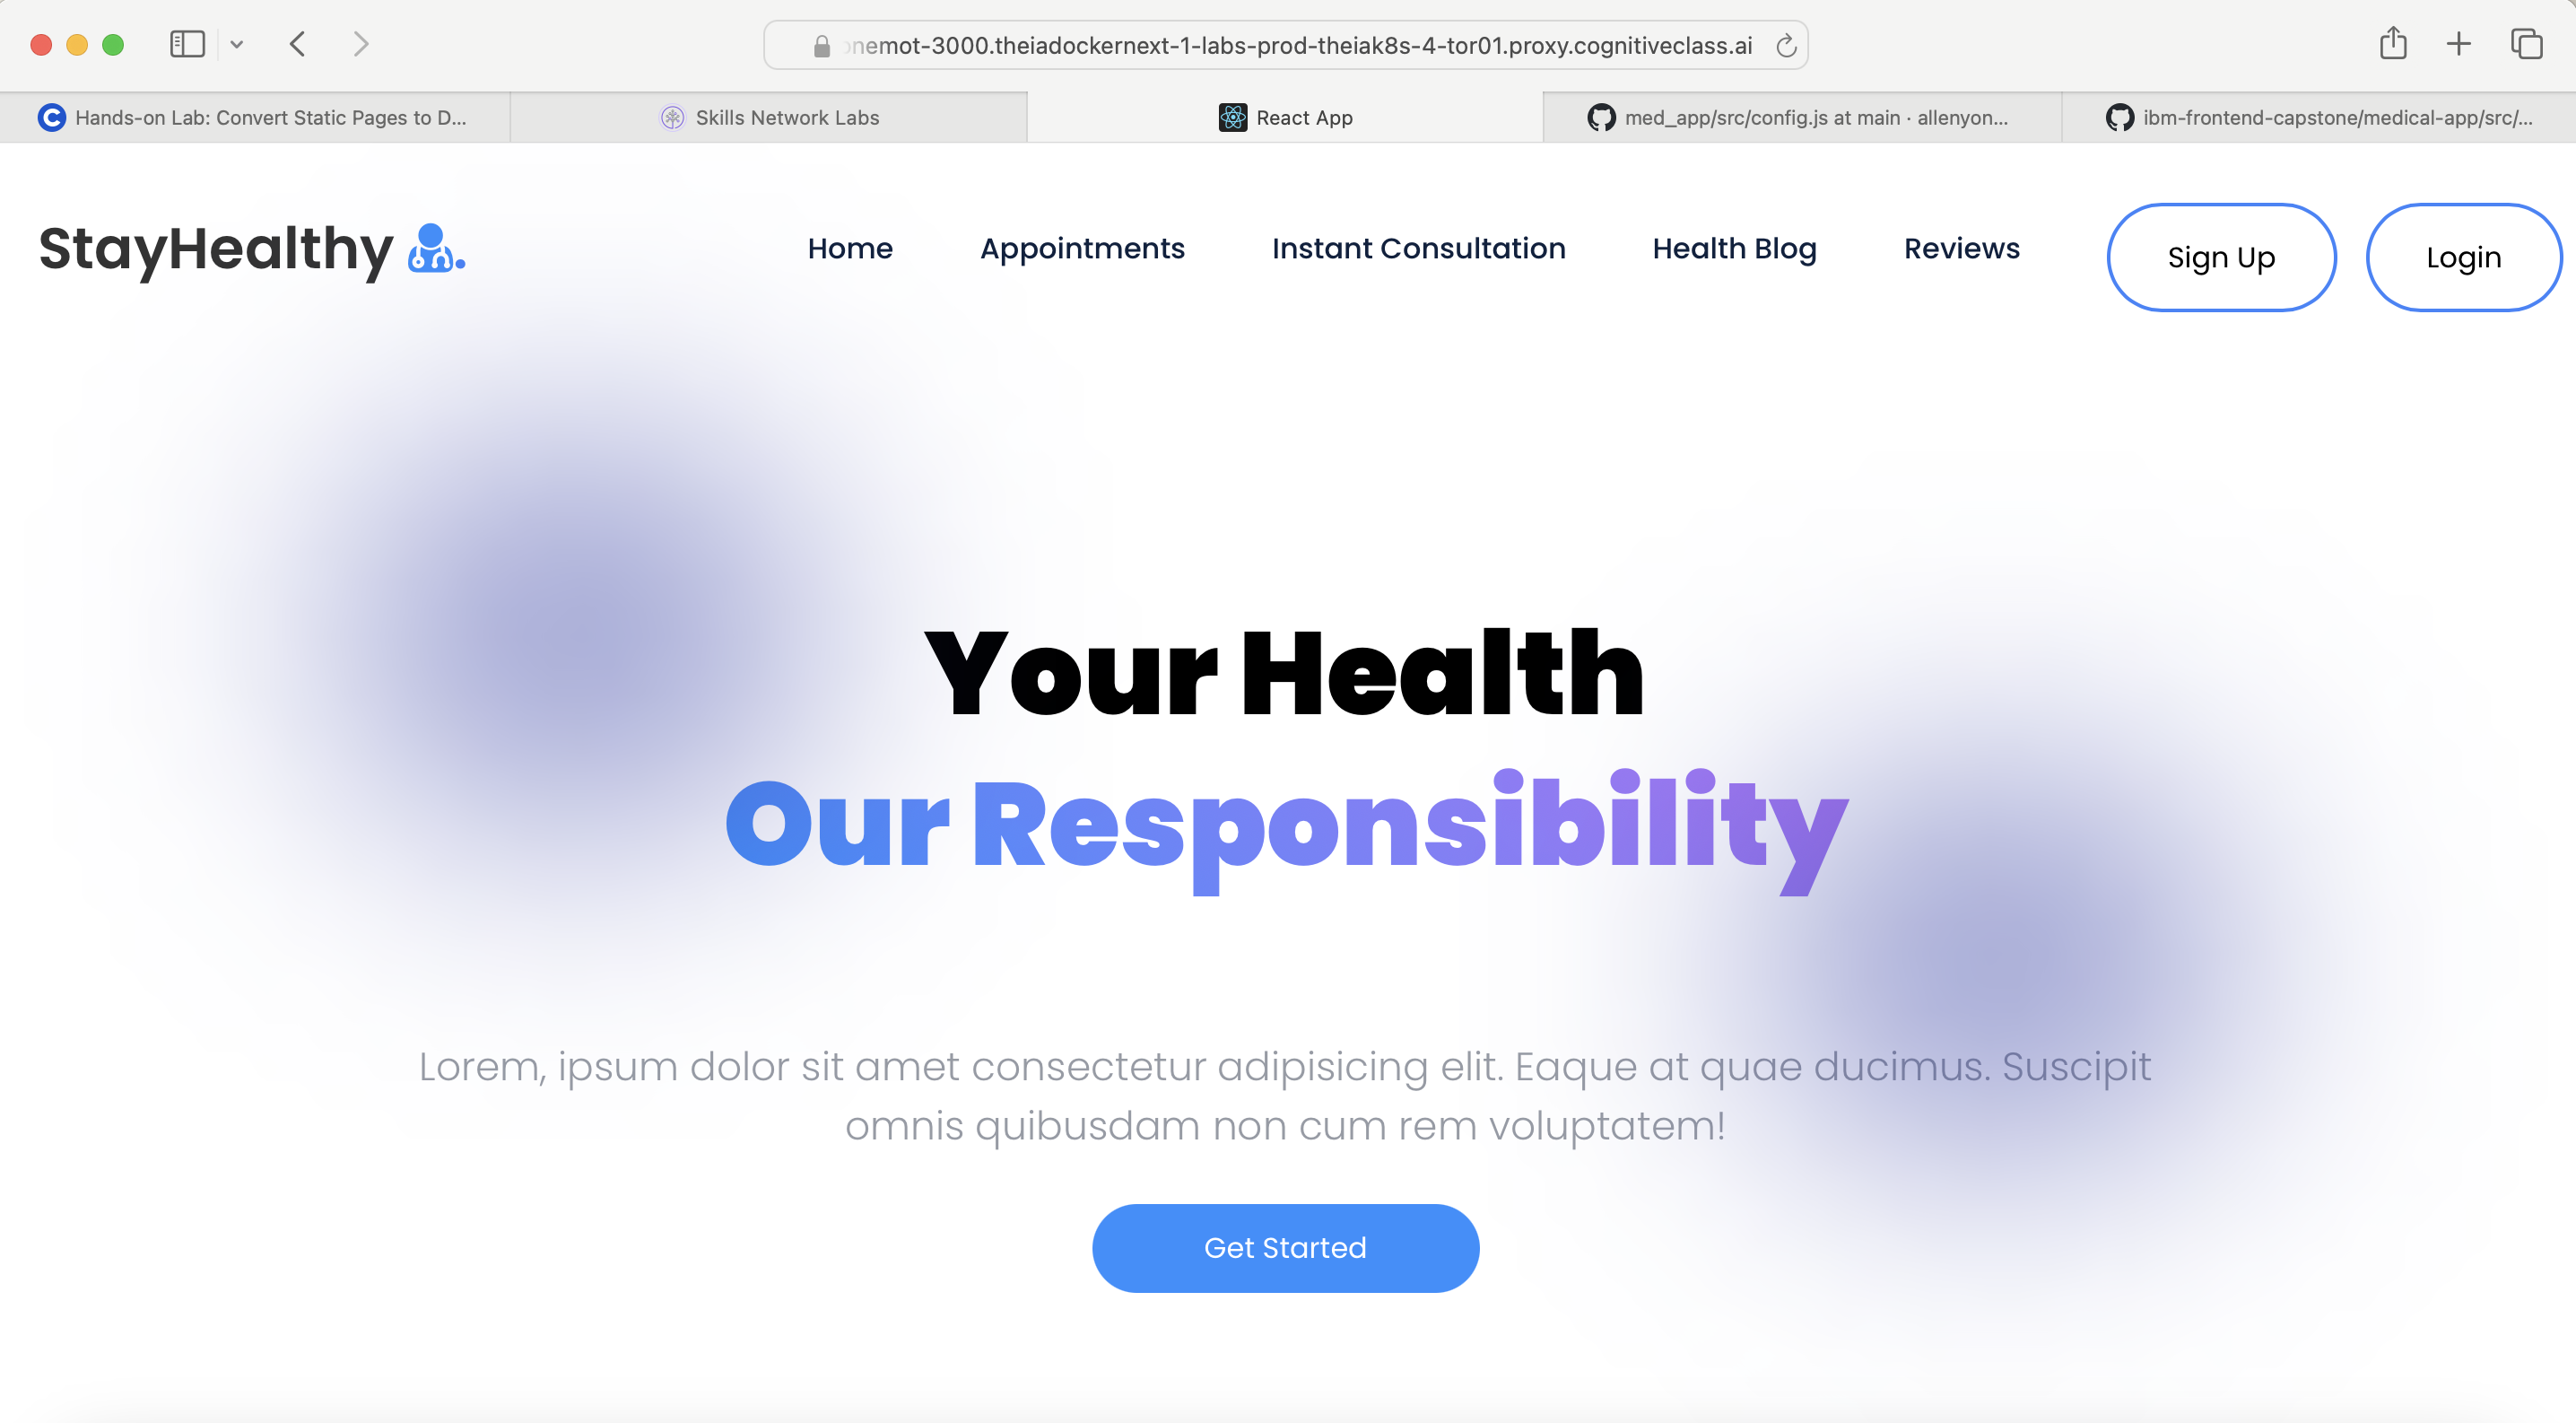 nemot-3000.theiadockernext-1-labs-prod-theiak8s-4-tor01.proxy.cognitiveclass.ai
Hands-on Lab: Convert Static Pages to D...
Skills Network Labs
React App
med_app/src/config.js at main · allenyon...
ibm-frontend-capstone/medical-app/src/...
StayHealthy
Home
Appointments
Instant Consultation
Health Blog
Reviews
Sign Up
Login
Your Health
Our Responsibility
Lorem, ipsum dolor sit amet consectetur adipisicing elit. Eaque at quae ducimus. Suscipit
omnis quibusdam non cum rem voluptatem!
Get Started